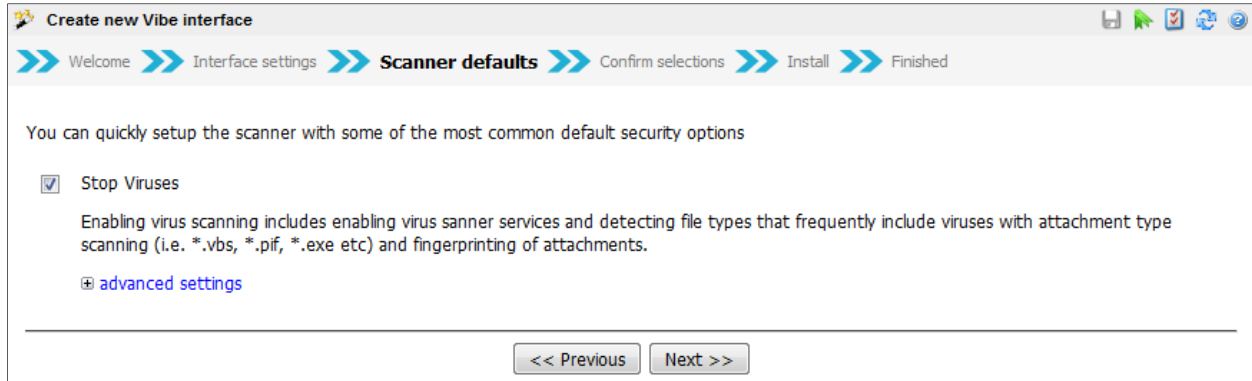 Create new Vibe interface
Welcome Interface settings Scanner defaults Confirm selections Install Finished
You can quickly setup the scanner with some of the most common default security options
Stop Viruses
Enabling virus scanning includes enabling virus sanner services and detecting file types that frequently include viruses with attachment type
scanning (i.e. *.vbs, *.pif, *.exe etc) and fingerprinting of attachments.
advanced settings
<< Previous Next >>